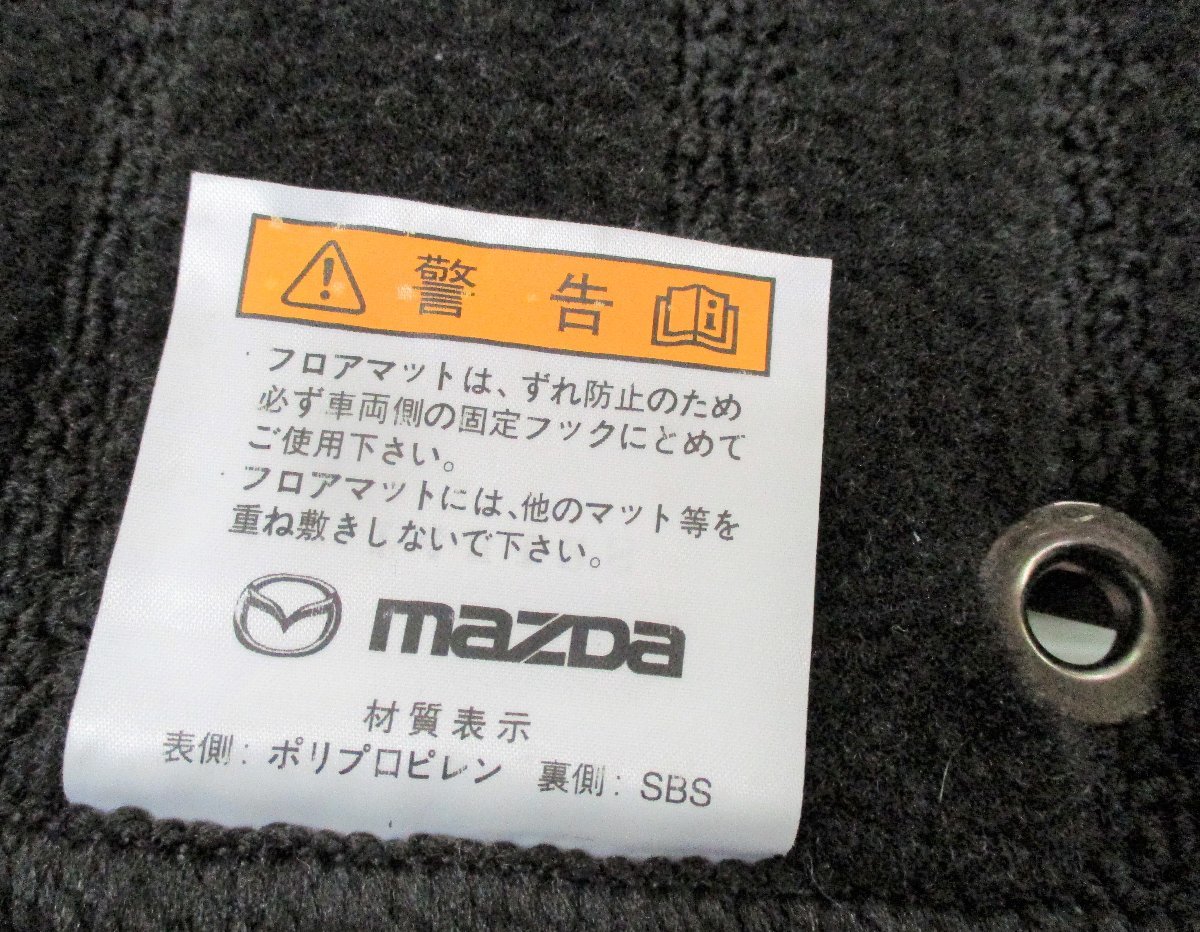 警告
フロアマットは、ずれ防止のため
必ず車両側の固定フックにとめて
ご使用下さい。
フロアマットには、他のマット等を
重ね敷きしないで下さい。
mazda
材質表示
表側：ポリプロピレン 裏側：SBS